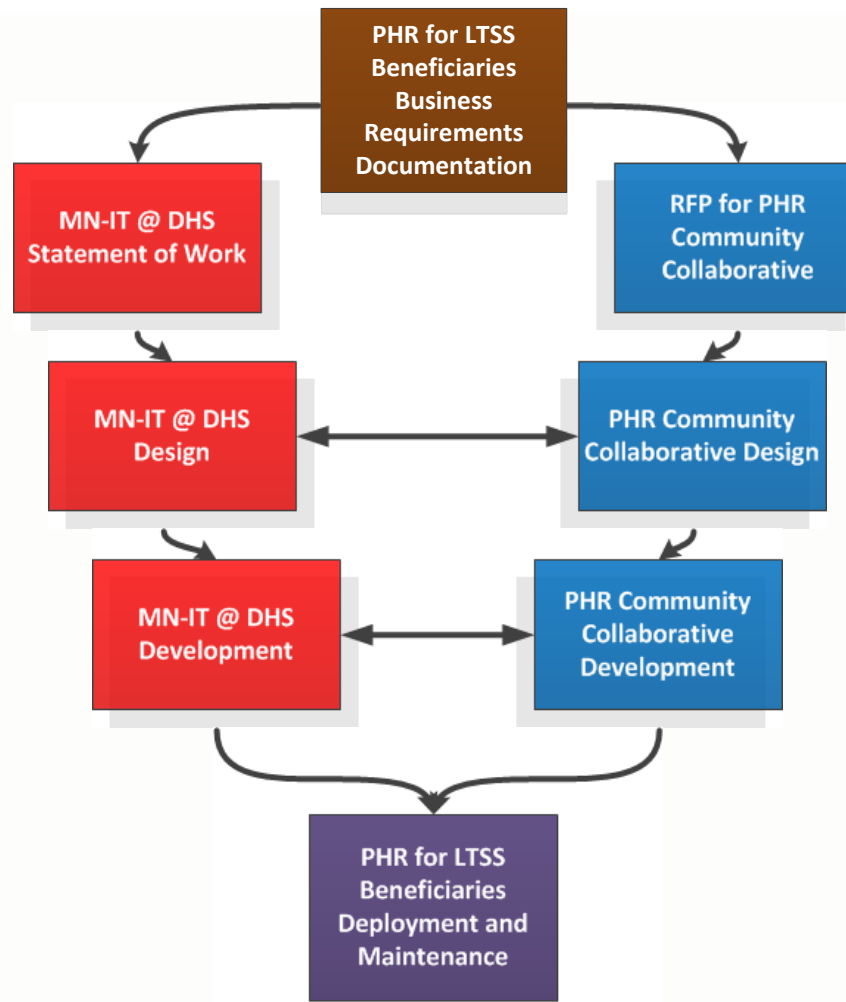 PHR for LTSS
Beneficiaries
Business
Requirements
Documentation
MN-IT @ DHS
Statement of Work
RFP for PHR
Community
Collaborative
MN-IT @ DHS
Design
PHR Community
Collaborative Design
MN-IT @ DHS
Development
PHR Community
Collaborative
Development
PHR for LTSS
Beneficiaries
Deployment and
Maintenance